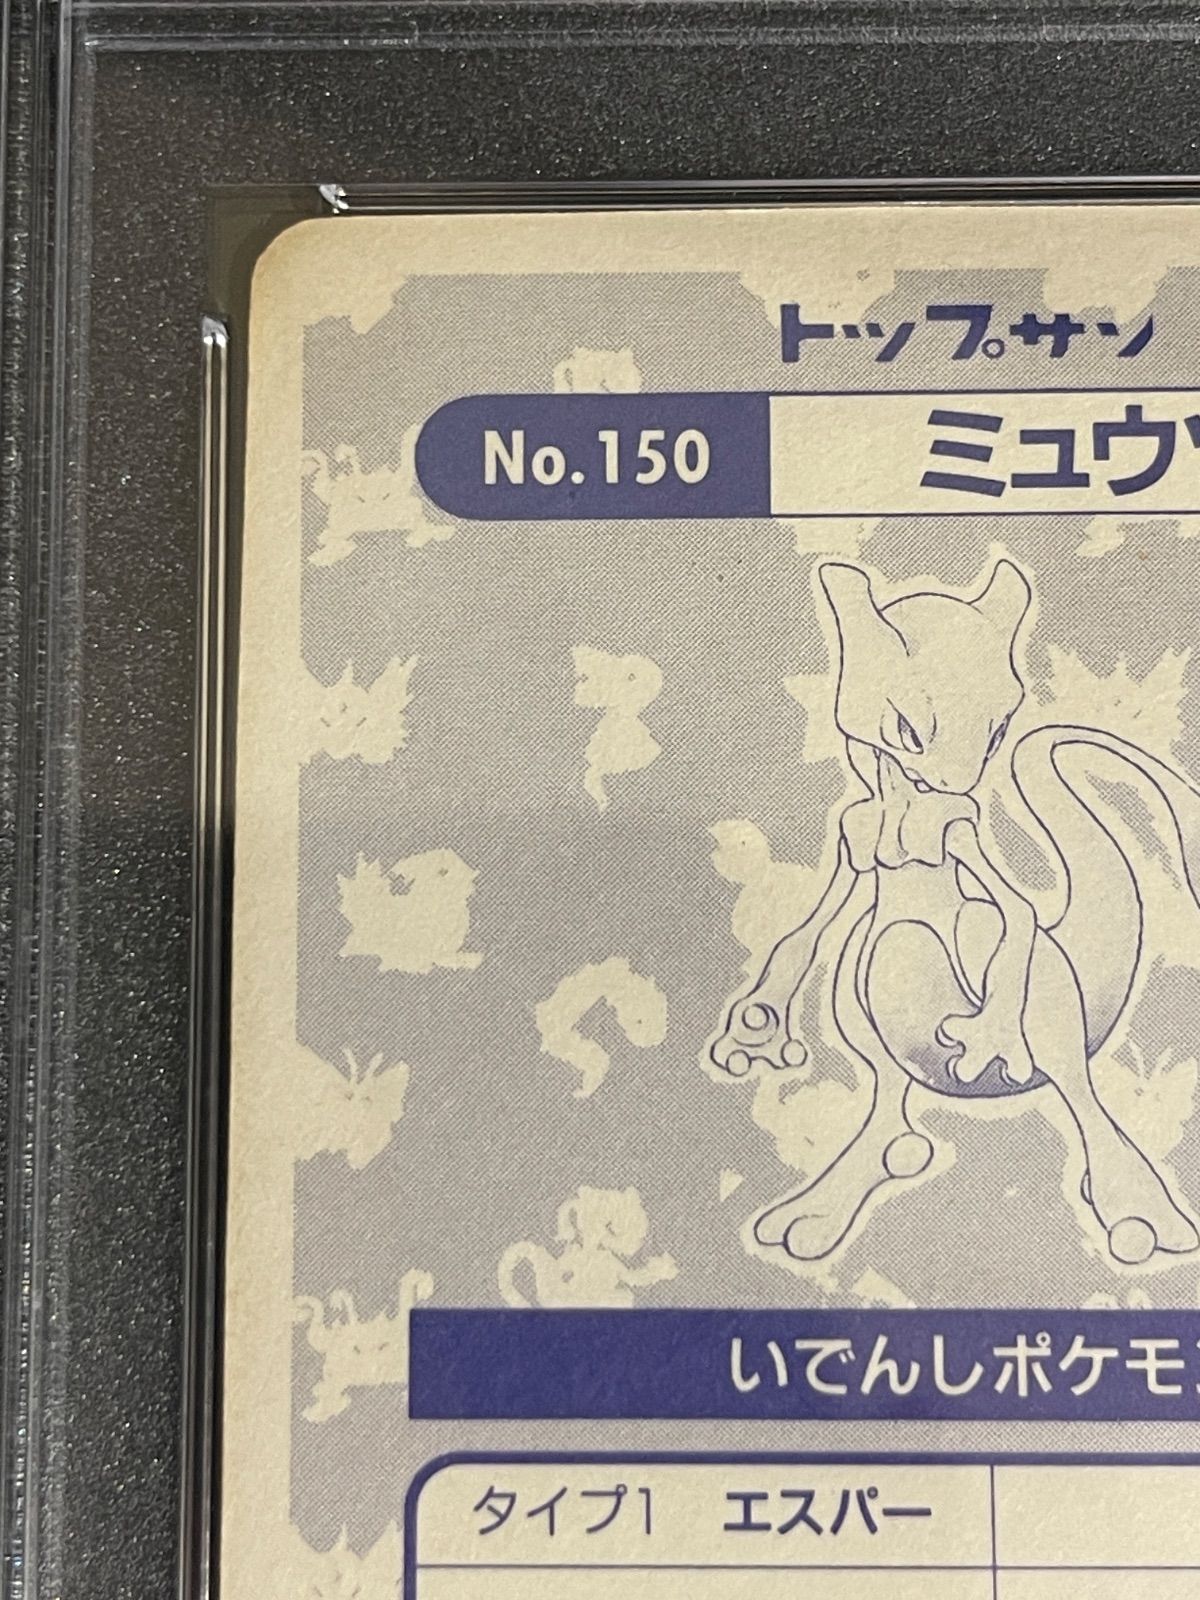 トップサン
No.150 ミュウ
いでんしポケモ
タイプ1 エスパー